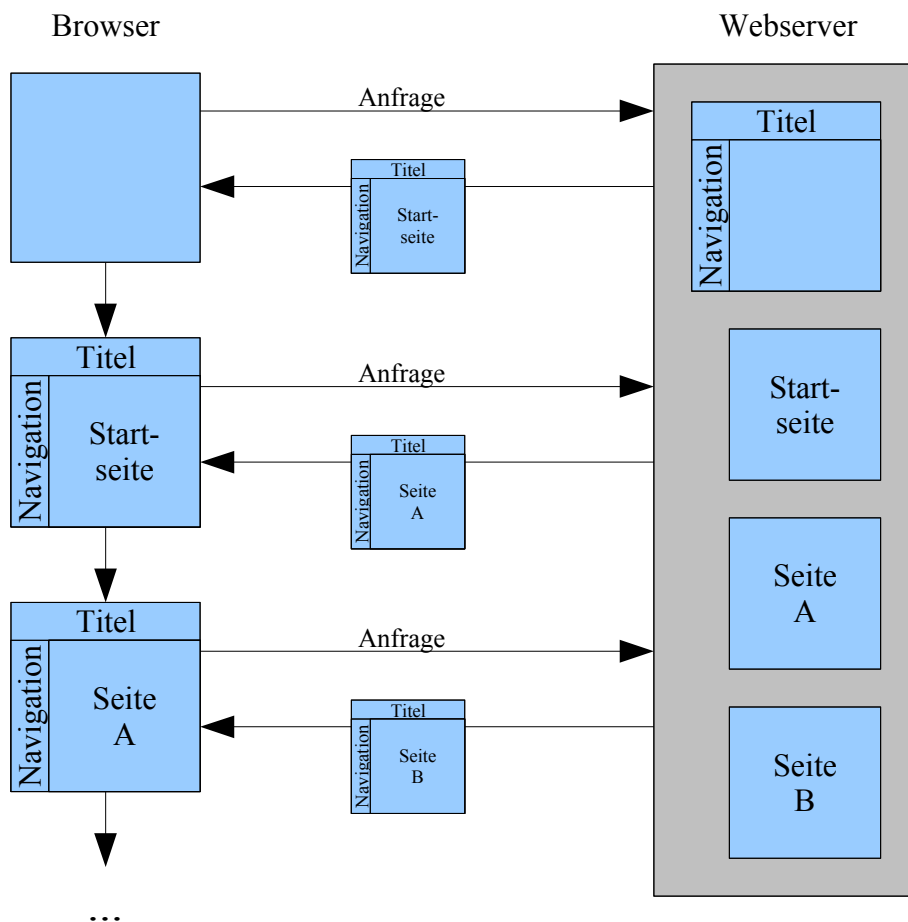 Browser
Webserver
Anfrage
Titel
Navigation
Start-
seite
Titel
Navigation
Titel
Navigation
Start-
seite
Anfrage
Titel
Navigation
Seite
A
Start-
seite
Titel
Navigation
Seite
A
Anfrage
Titel
Navigation
Seite
B
Seite
A
Seite
B
...